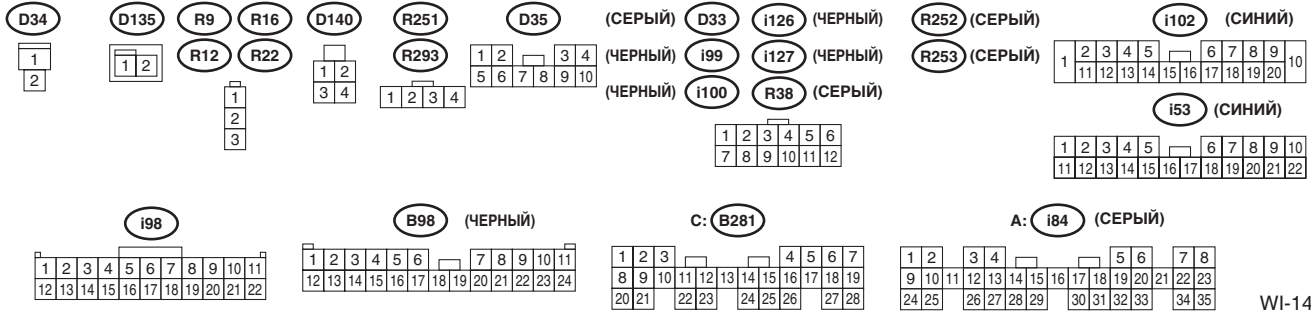 D34 D135 R9 R16 D140 R251 D35 (СЕРЫЙ) D33 i126 (ЧЕРНЫЙ) R252 (СЕРЫЙ) i102 (СИНИЙ)
R12 R22 R293 (ЧЕРНЫЙ) i99 i127 (ЧЕРНЫЙ) R253 (СЕРЫЙ)
(ЧЕРНЫЙ) i100 R38 (СЕРЫЙ)
1
2
1 2
1
2
3
1 2
3 4
1 2 3 4
1 2 3 4
5 6 7 8 9 10
1 2 3 4 5 6
7 8 9 10 11 12
1 2 3 4 5 6 7 8 9 10
11 12 13 14 15 16 17 18 19 20
i53 (СИНИЙ)
1 2 3 4 5 6 7 8 9 10
11 12 13 14 15 16 17 18 19 20 21 22
i98 B98 (ЧЕРНЫЙ) C: B281 A: i84 (СЕРЫЙ)
1 2 3 4 5 6 7 8 9 10 11
12 13 14 15 16 17 18 19 20 21 22
1 2 3 4 5 6 7 8 9 10 11
12 13 14 15 16 17 18 19 20 21 22 23 24
1 2 3 4 5 6 7
8 9 10 11 12 13 14 15 16 17 18 19
20 21 22 23 24 25 26 27 28
1 2 3 4 5 6 7 8
9 10 11 12 13 14 15 16 17 18 19 20 21 22 23
24 25 26 27 28 29 30 31 32 33 34 35
WI-14